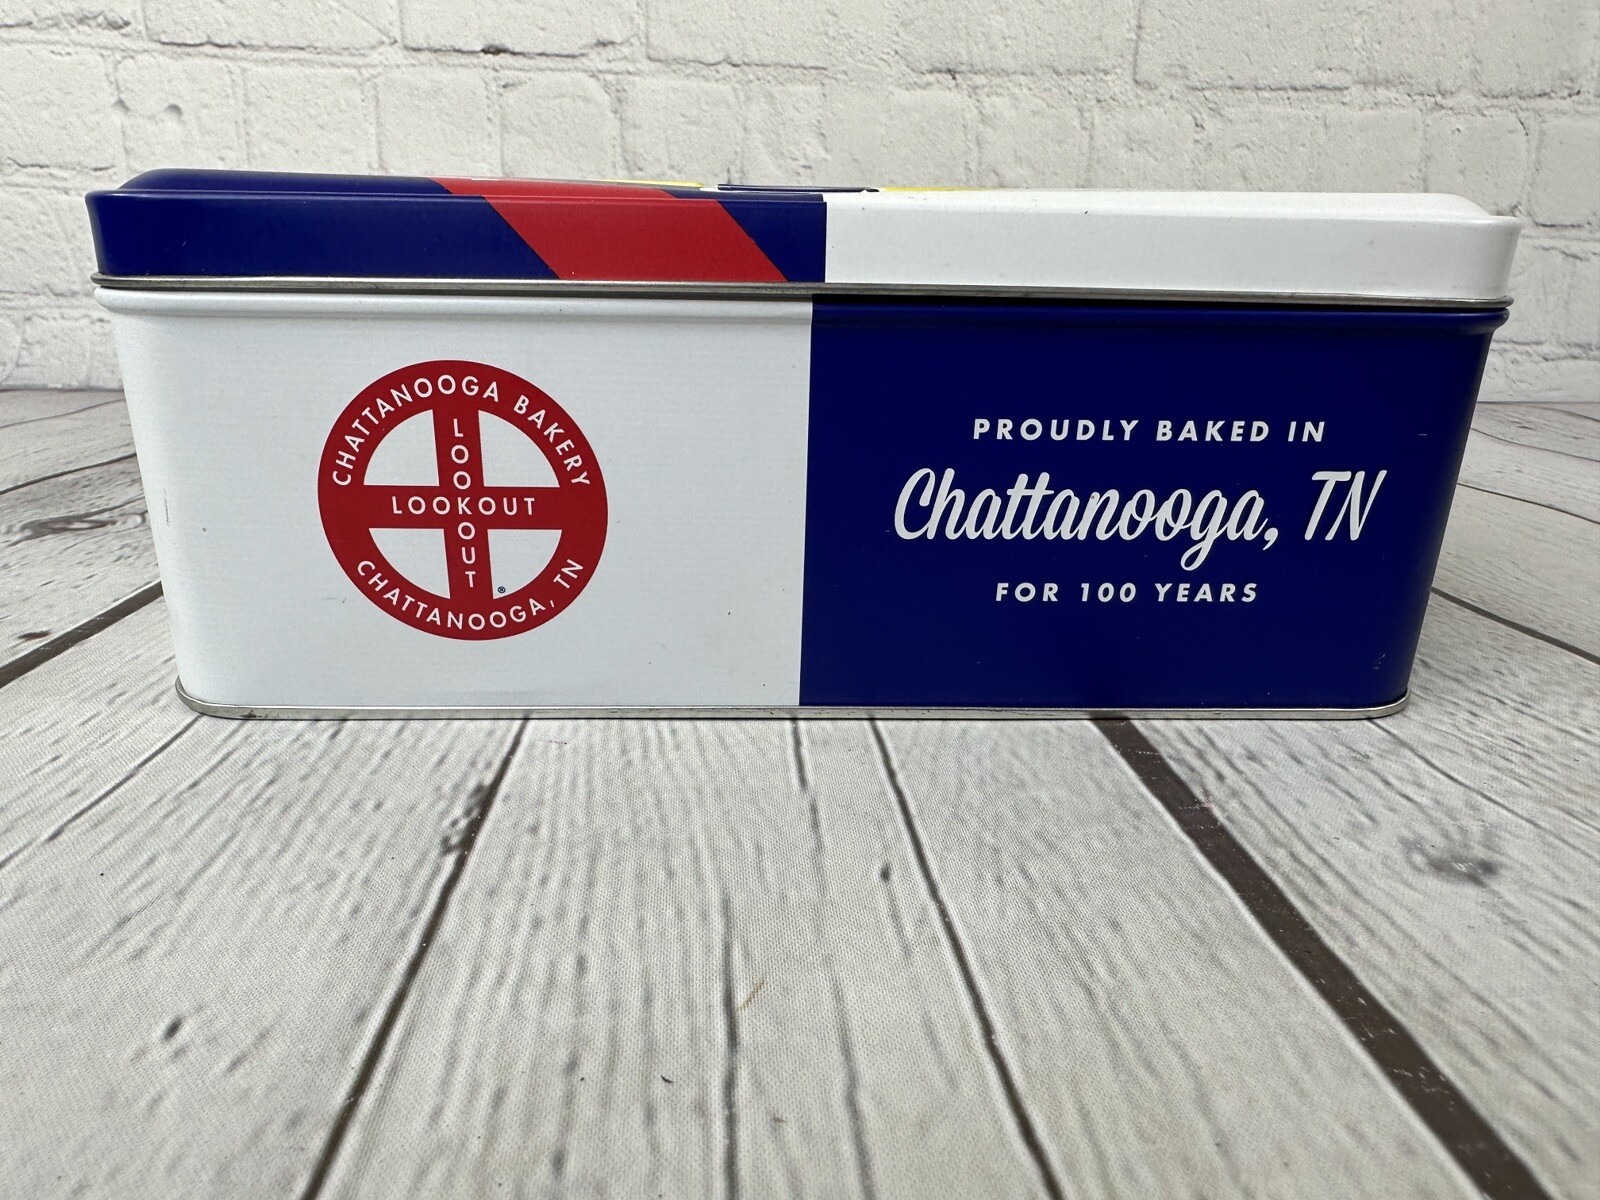 CHATTANOOGA BAKERY
LOOKOUT
LOOKOUT
CHATTANOOGA, TN
®
PROUDLY BAKED IN
Chattanooga, TN
FOR 100 YEARS